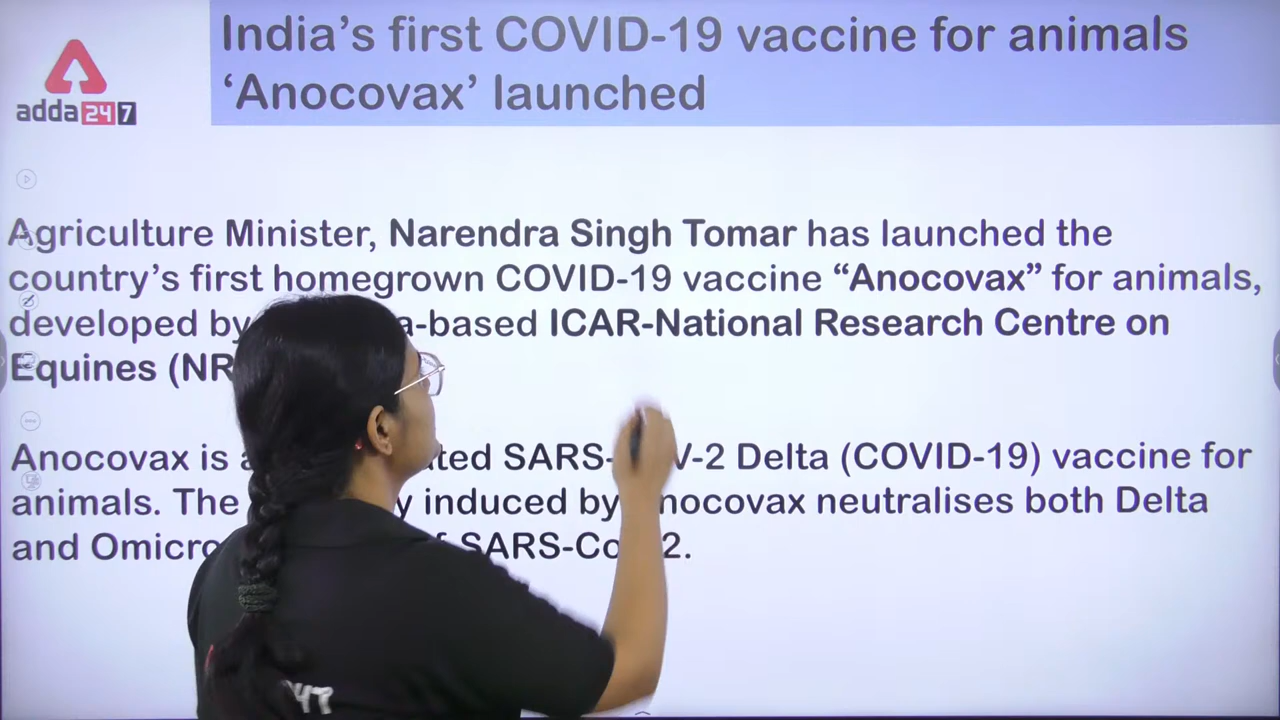 India's first COVID-19 vaccine for animals
'Anocovax' launched
adda247
Agriculture Minister, Narendra Singh Tomar has launched the
country's first homegrown COVID-19 vaccine “Anocovax” for animals,
developed by a-based ICAR-National Research Centre on
Equines (NR
Anocovax is ted SARS- V-2 Delta (COVID-19) vaccine for
animals. The y induced by nocovax neutralises both Delta
and Omicro f SARS-Co 2.
47